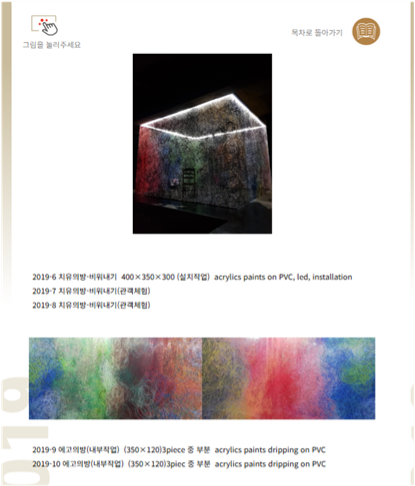 그림을 눌러주세요
목차로 돌아가기
2019-6 치유의방-비워내기 400×350×300 (설치작업) acrylics paints on PVC, led, installation
2019-7 치유의방-비워내기(관객체험)
2019-8 치유의방-비워내기(관객체험)
2019
2019-9 에고의방(내부작업) (350×120)3piece 중 부분 acrylics paints dripping on PVC
2019-10 에고의방(내부작업) (350×120)3piec 중 부분 acrylics paints dripping on PVC